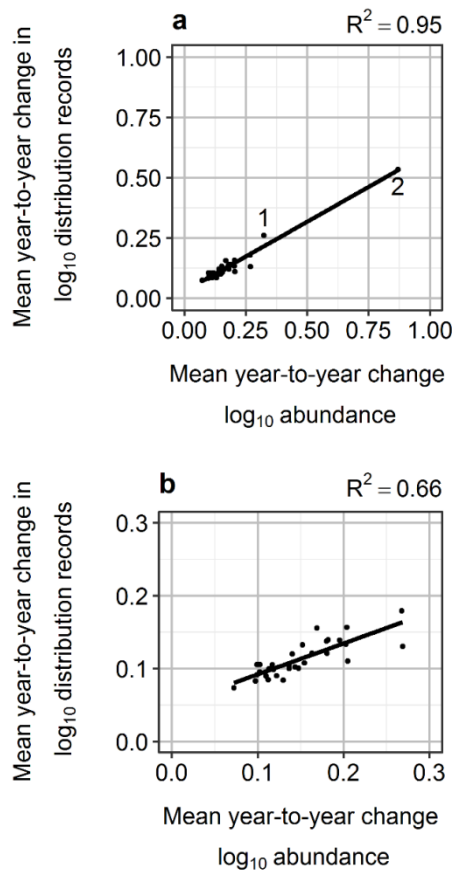 a
R² = 0.95
Mean year-to-year change in
log₁₀ distribution records
1.00
0.75
0.50
0.25
0.00
1
2
0.00 0.25 0.50 0.75 1.00
Mean year-to-year change
log₁₀ abundance
b
R² = 0.66
Mean year-to-year change in
log₁₀ distribution records
0.3
0.2
0.1
0.0
0.0 0.1 0.2 0.3
Mean year-to-year change
log₁₀ abundance